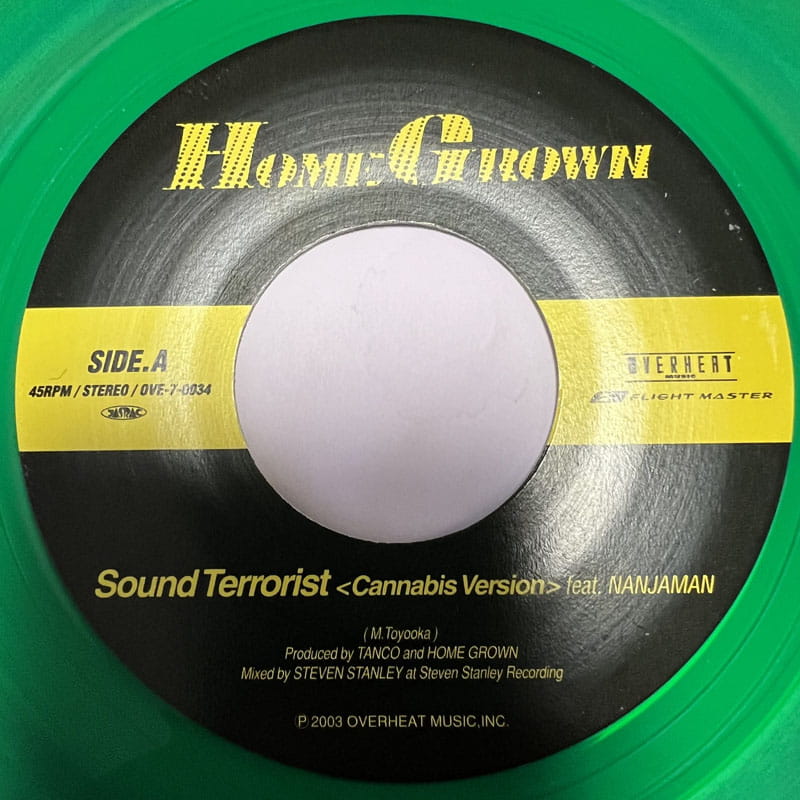 HOME GROWN
SIDE.A
45RPM / STEREO / OVE-7-0034
JASRAC
OVERHEAT
MUSIC
FLIGHT MASTER
Sound Terrorist <Cannabis Version> feat. NANJAMAN
( M.Toyooka )
Produced by TANCO and HOME GROWN
Mixed by STEVEN STANLEY at Steven Stanley Recording
Ⓟ 2003 OVERHEAT MUSIC,INC.